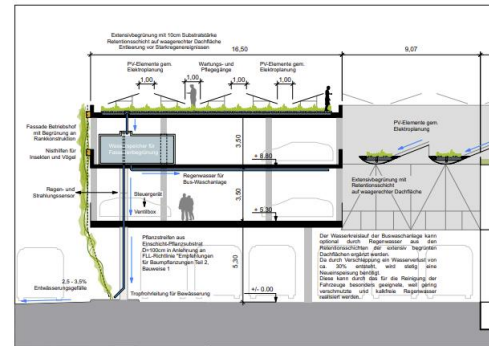 Extensivbegrünung mit 10cm Substratstärke
Retentionsschicht auf waagerechter Dachfläche
Entleerung vor Starkregenereignissen
16,50
9,07
PV-Elemente gem.
Elektroplanung
Wartungs- und
Pflegegänge
PV-Elemente gem.
Elektroplanung
1,00
1,00
1,00
1,00
PV-Elemente gem.
Elektroplanung
Fassade Betriebshof
mit Begrünung an
Rankkonstruktion
Nisthilfen für
Insekten und Vögel
3,50
+ 8.80
Regenwasser für
Bus-Waschanlage
Extensivbegrünung mit
Retentionsschicht
auf waagerechter Dachfläche
Regen- und
Strahlungssensor
Steuergerät
Ventilbox
3,50
+ 5.30
Pflanzstreifen aus
Einschicht-Pflanzsubstrat
D=100cm in Anlehnung an
FLL-Richtlinie "Empfehlungen
für Baumpflanzungen Teil 2,
Bauweise 1
5,30
Der Wasserkreislauf der Buswaschanlage kann
optional durch Regenwasser aus den
Retentionsschichten der extensiv begrünten
Dachflächen ergänzt werden.
Da durch Verschleppung ein Wasserverlust von
ca. 30% entsteht, wird stetig eine
Neueinspeisung benötigt.
Diese kann durch das für die Reinigung der
Fahrzeuge besonders geeignete, weil gering
verschmutzte und kalkfreie Regenwasser
realisiert werden.
2,5 - 3,5%
Entwässerungsgefälle
Tropfrohrleitung für Bewässerung
+/- 0.00